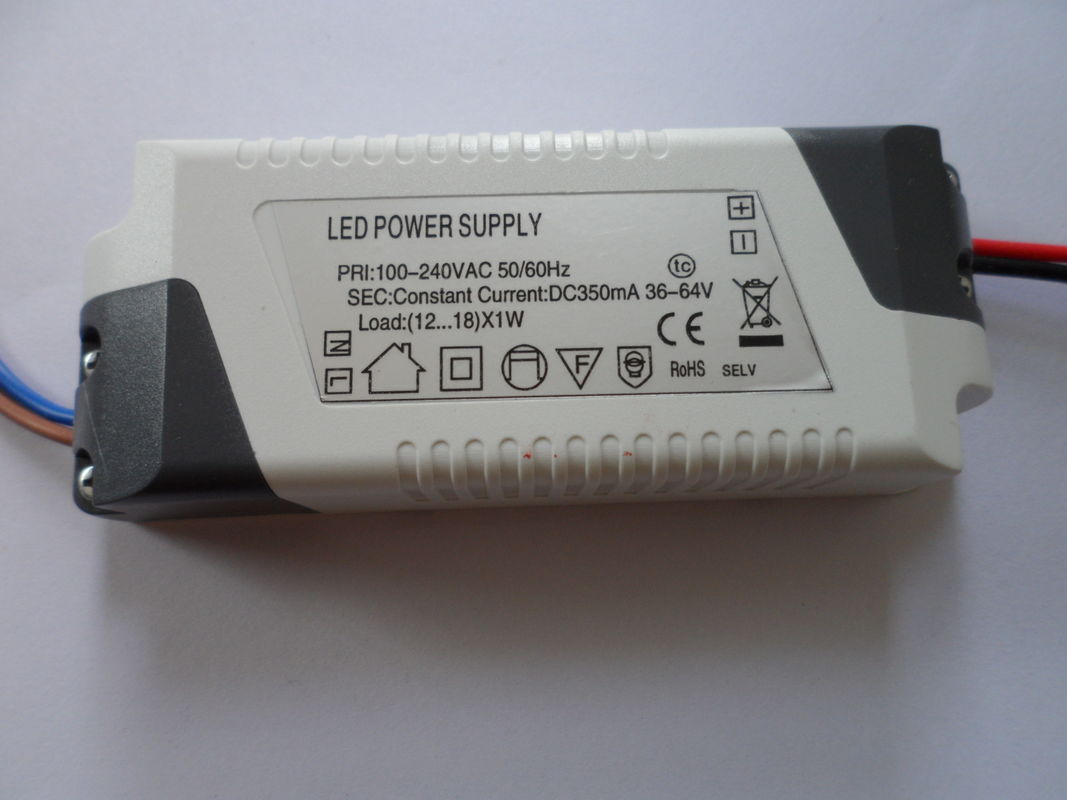 LED POWER SUPPLY
PRI:100–240VAC 50/60Hz
tc
SEC:Constant Current:DC350mA 36–64V
Load:(12...18)X1W
CE
N
L
F
RoHS
SELV
+
–